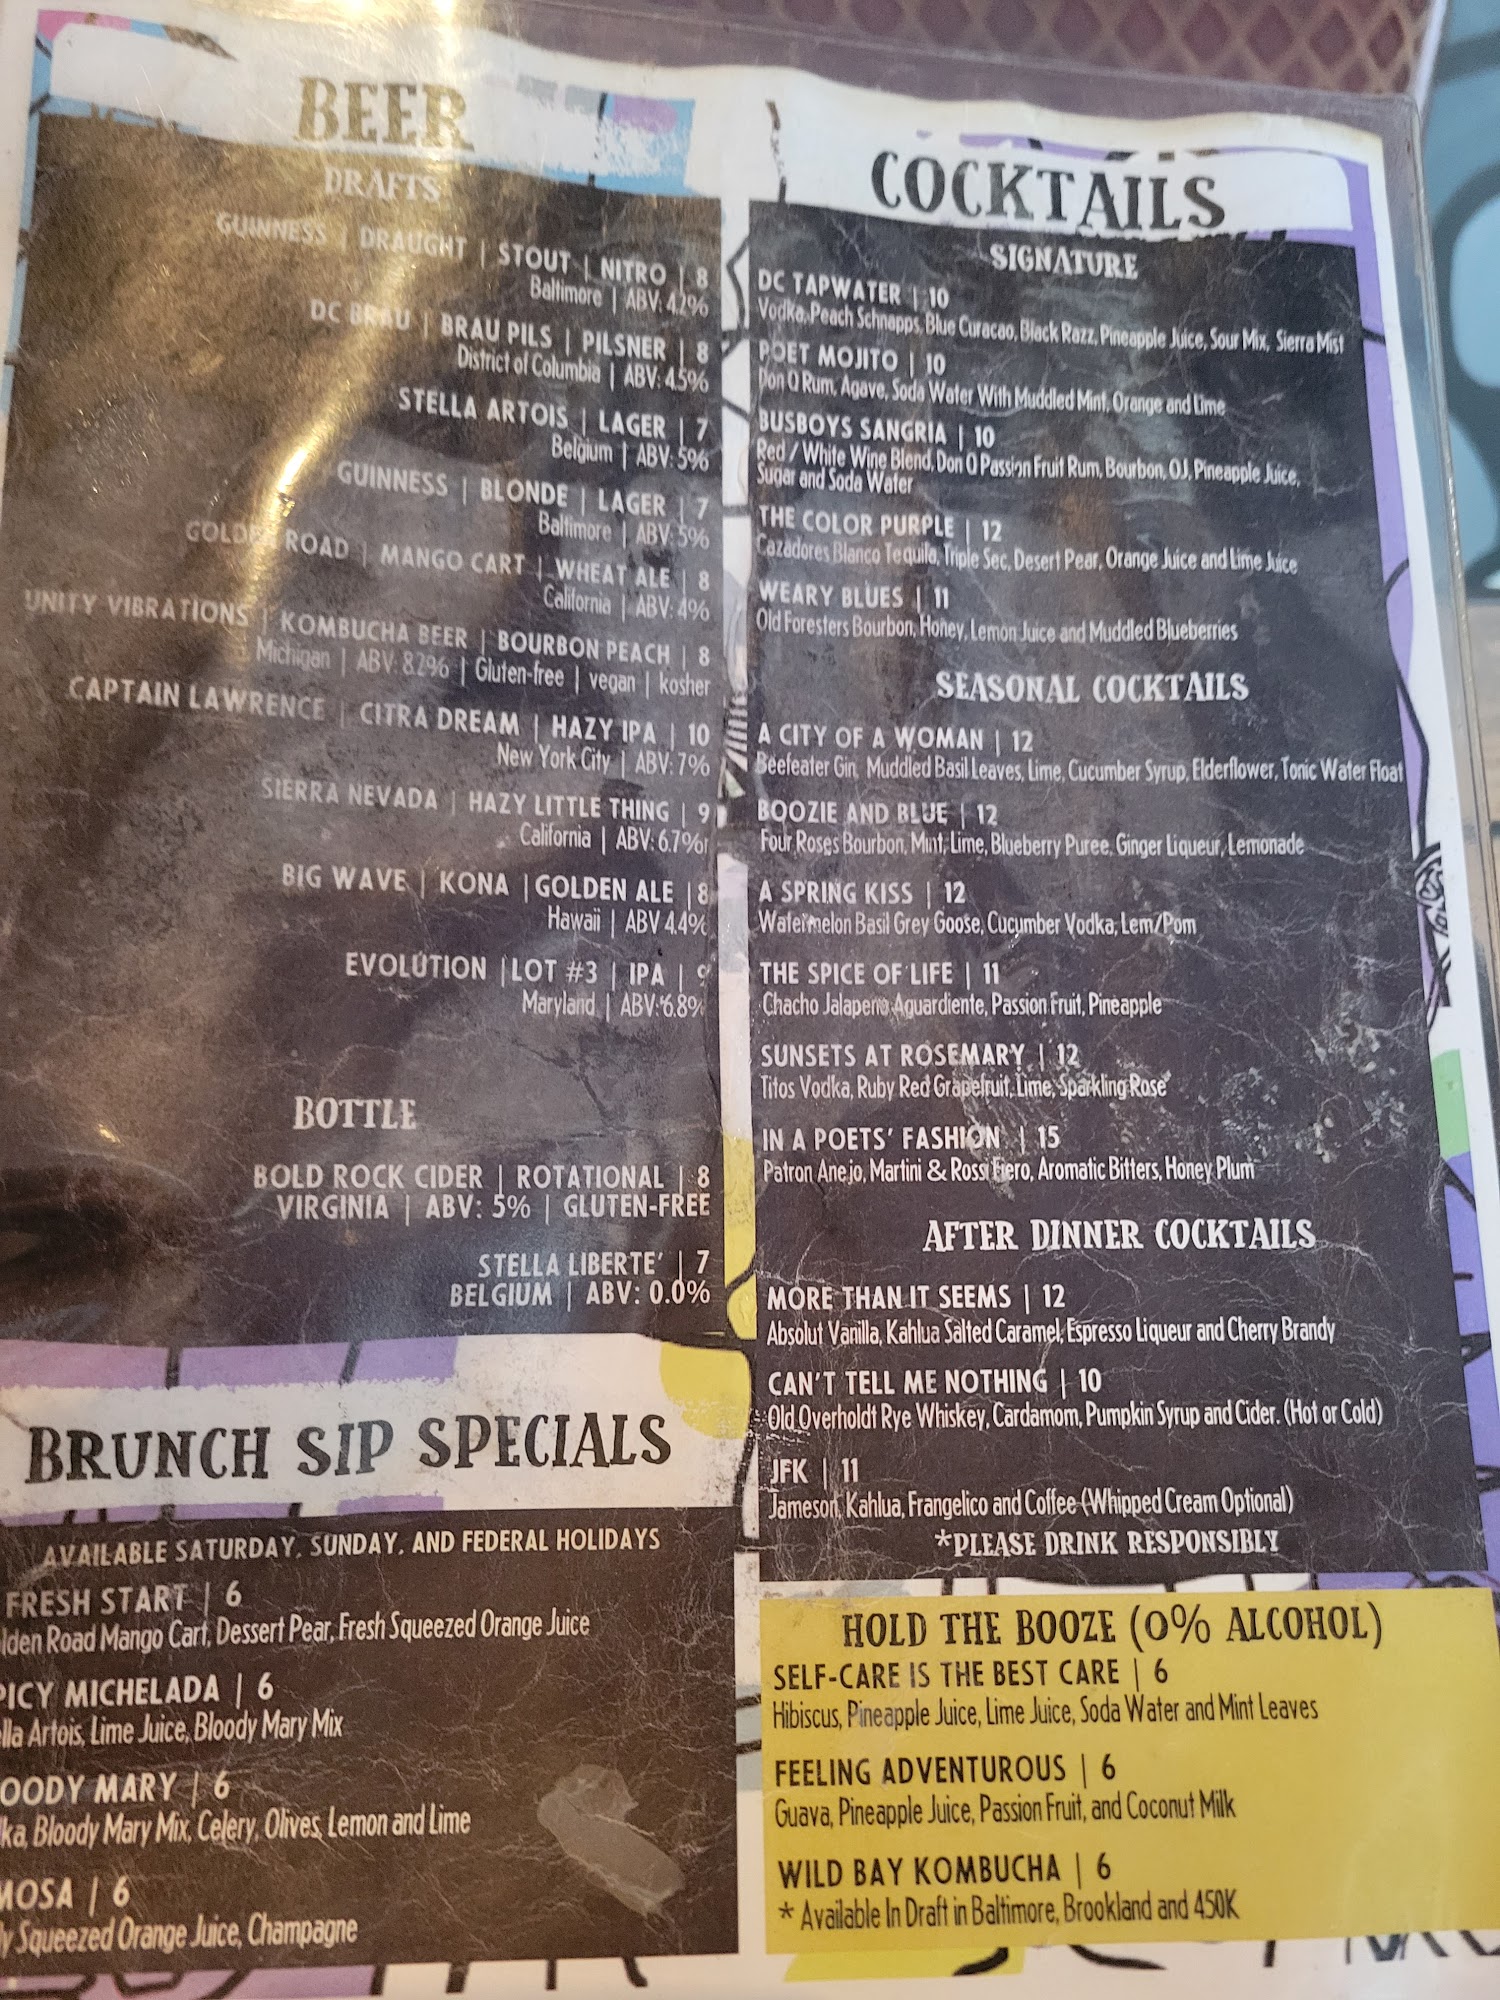 BEER
DRAFTS
GUINNESS | DRAUGHT | STOUT | NITRO | 8
Baltimore | ABV: 4.2%
DC BRAU | BRAU PILS | PILSNER | 8
District of Columbia | ABV: 4.5%
STELLA ARTOIS | LAGER | 7
Belgium | ABV: 5%
GUINNESS | BLONDE | LAGER | 7
Baltimore | ABV: 5%
GOLDEN ROAD | MANGO CART | WHEAT ALE | 8
California | ABV: 4%
UNITY VIBRATIONS | KOMBUCHA BEER | BOURBON PEACH | 8
Michigan | ABV: 8.2% | Gluten-free | vegan | kosher
CAPTAIN LAWRENCE | CITRA DREAM | HAZY IPA | 10
New York City | ABV: 7%
SIERRA NEVADA | HAZY LITTLE THING | 9
California | ABV: 6.7%
BIG WAVE | KONA | GOLDEN ALE | 8
Hawaii | ABV 4.4%
EVOLUTION | LOT #3 | IPA | 9
Maryland | ABV: 6.8%
BOTTLE
BOLD ROCK CIDER | ROTATIONAL | 8
VIRGINIA | ABV: 5% | GLUTEN-FREE
STELLA LIBERTE' | 7
BELGIUM | ABV: 0.0%
BRUNCH SIP SPECIALS
AVAILABLE SATURDAY, SUNDAY, AND FEDERAL HOLIDAYS
FRESH START | 6
lden Road Mango Cart, Dessert Pear, Fresh Squeezed Orange Juice
PICY MICHELADA | 6
lla Artois, Lime Juice, Bloody Mary Mix
OODY MARY | 6
ka, Bloody Mary Mix, Celery, Olives, Lemon and Lime
MOSA | 6
ly Squeezed Orange Juice, Champagne
COCKTAILS
SIGNATURE
DC TAPWATER | 10
Vodka, Peach Schnapps, Blue Curacao, Black Razz, Pineapple Juice, Sour Mix, Sierra Mist
POET MOJITO | 10
Don Q Rum, Agave, Soda Water With Muddled Mint, Orange and Lime
BUSBOYS SANGRIA | 10
Red / White Wine Blend, Don Q Passion Fruit Rum, Bourbon, OJ, Pineapple Juice,
Sugar and Soda Water
THE COLOR PURPLE | 12
Cazadores Blanco Tequila, Triple Sec, Desert Pear, Orange Juice and Lime Juice
WEARY BLUES | 11
Old Foresters Bourbon, Honey, Lemon Juice and Muddled Blueberries
SEASONAL COCKTAILS
A CITY OF A WOMAN | 12
Beefeater Gin, Muddled Basil Leaves, Lime, Cucumber Syrup, Elderflower, Tonic Water Float
BOOZIE AND BLUE | 12
Four Roses Bourbon, Mint, Lime, Blueberry Puree, Ginger Liqueur, Lemonade
A SPRING KISS | 12
Watermelon Basil Grey Goose, Cucumber Vodka, Lem/Pom
THE SPICE OF LIFE | 11
Chacho Jalapeno Aguardiente, Passion Fruit, Pineapple
SUNSETS AT ROSEMARY | 12
Titos Vodka, Ruby Red Grapefruit, Lime, Sparkling Rose
IN A POETS' FASHION | 15
Patron Anejo, Martini & Rossi Fiero, Aromatic Bitters, Honey Plum
AFTER DINNER COCKTAILS
MORE THAN IT SEEMS | 12
Absolut Vanilla, Kahlua Salted Caramel, Espresso Liqueur and Cherry Brandy
CAN'T TELL ME NOTHING | 10
Old Overholdt Rye Whiskey, Cardamom, Pumpkin Syrup and Cider. (Hot or Cold)
JFK | 11
Jameson, Kahlua, Frangelico and Coffee (Whipped Cream Optional)
*PLEASE DRINK RESPONSIBLY
HOLD THE BOOZE (0% ALCOHOL)
SELF-CARE IS THE BEST CARE | 6
Hibiscus, Pineapple Juice, Lime Juice, Soda Water and Mint Leaves
FEELING ADVENTUROUS | 6
Guava, Pineapple Juice, Passion Fruit, and Coconut Milk
WILD BAY KOMBUCHA | 6
* Available In Draft in Baltimore, Brookland and 450K